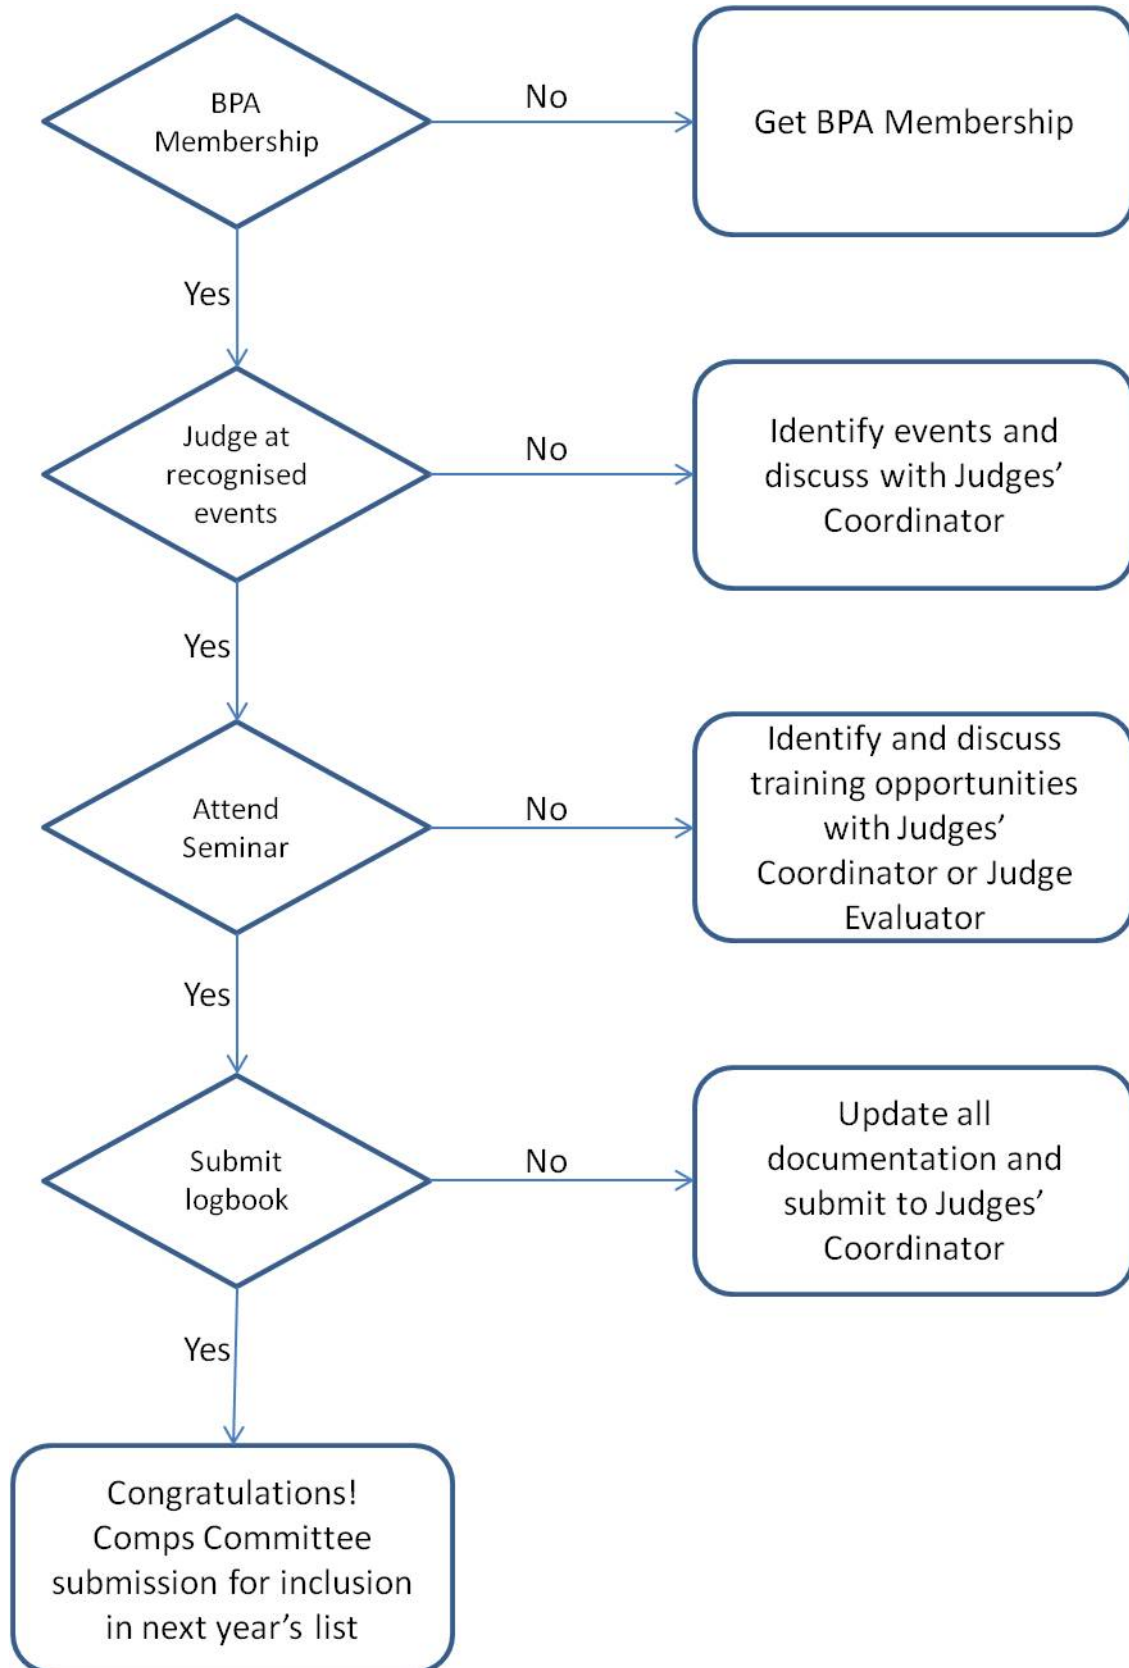 BPA
Membership
No
Get BPA Membership
Yes
Judge at
recognised
events
No
Identify events and
discuss with Judges’
Coordinator
Yes
Attend
Seminar
No
Identify and discuss
training opportunities
with Judges’
Coordinator or Judge
Evaluator
Yes
Submit
logbook
No
Update all
documentation and
submit to Judges’
Coordinator
Yes
Congratulations!
Comps Committee
submission for inclusion
in next year’s list